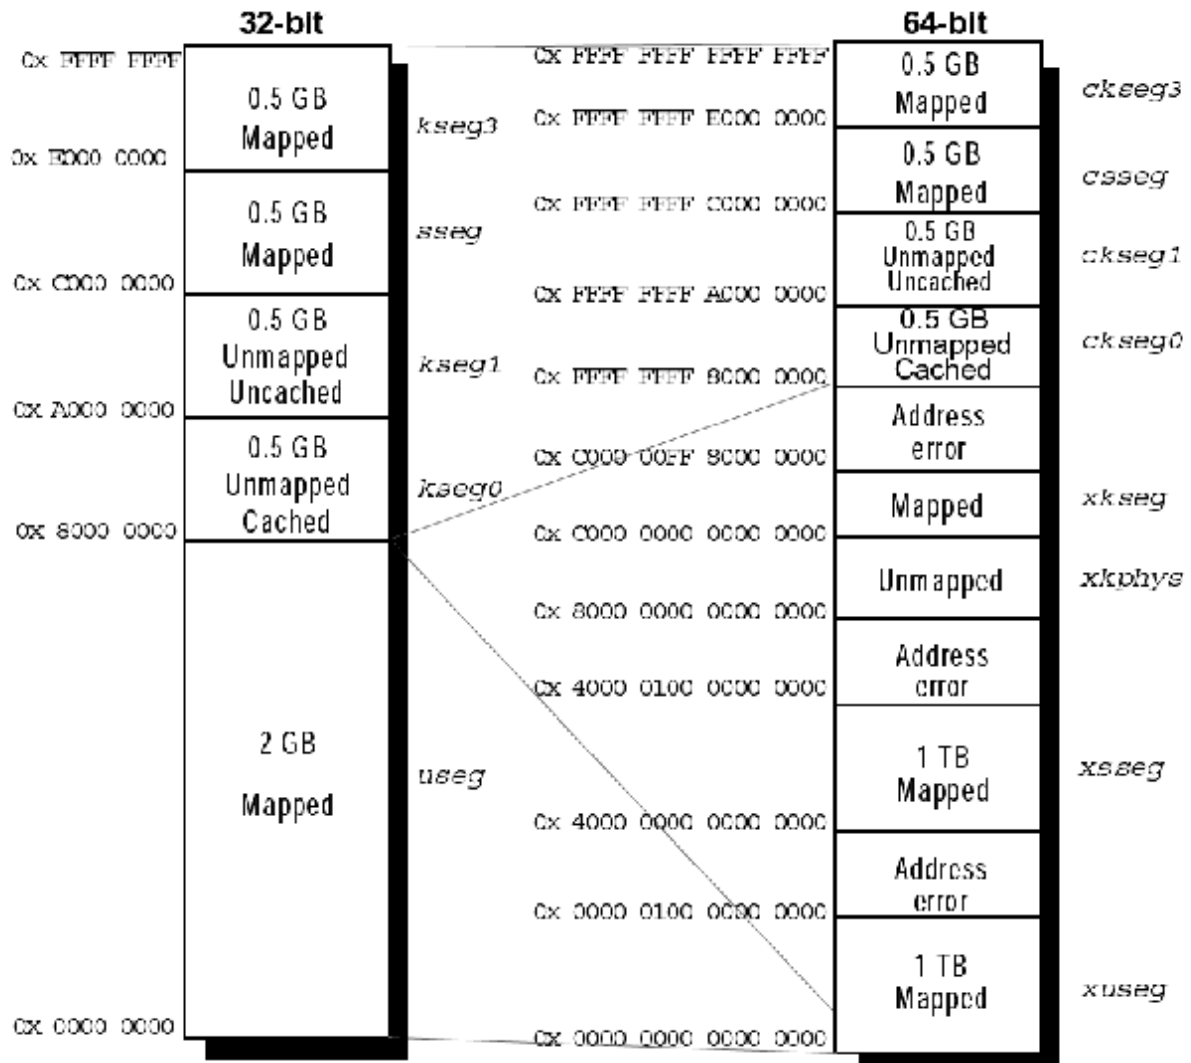 32-bit
64-bit
0x FFFF FFFF
0.5 GB
Mapped
kseg3
0x E000 0000
0.5 GB
Mapped
sseg
0x C000 0000
0.5 GB
Unmapped
Uncached
kseg1
0x A000 0000
0.5 GB
Unmapped
Cached
kseg0
0x 8000 0000
2 GB
Mapped
useg
0x 0000 0000
0x FFFF FFFF FFFF FFFF
0.5 GB
Mapped
ckseg3
0x FFFF FFFF E000 0000
0.5 GB
Mapped
csseg
0x FFFF FFFF C000 0000
0.5 GB
Unmapped
Uncached
ckseg1
0x FFFF FFFF A000 0000
0.5 GB
Unmapped
Cached
ckseg0
0x FFFF FFFF 8000 0000
Address
error
0x C000 00FF 8000 0000
Mapped
xkseg
0x C000 0000 0000 0000
Unmapped
xkphys
0x 8000 0000 0000 0000
Address
error
0x 4000 0100 0000 0000
1 TB
Mapped
xsseg
0x 4000 0000 0000 0000
Address
error
0x 0000 0100 0000 0000
1 TB
Mapped
xuseg
0x 0000 0000 0000 0000